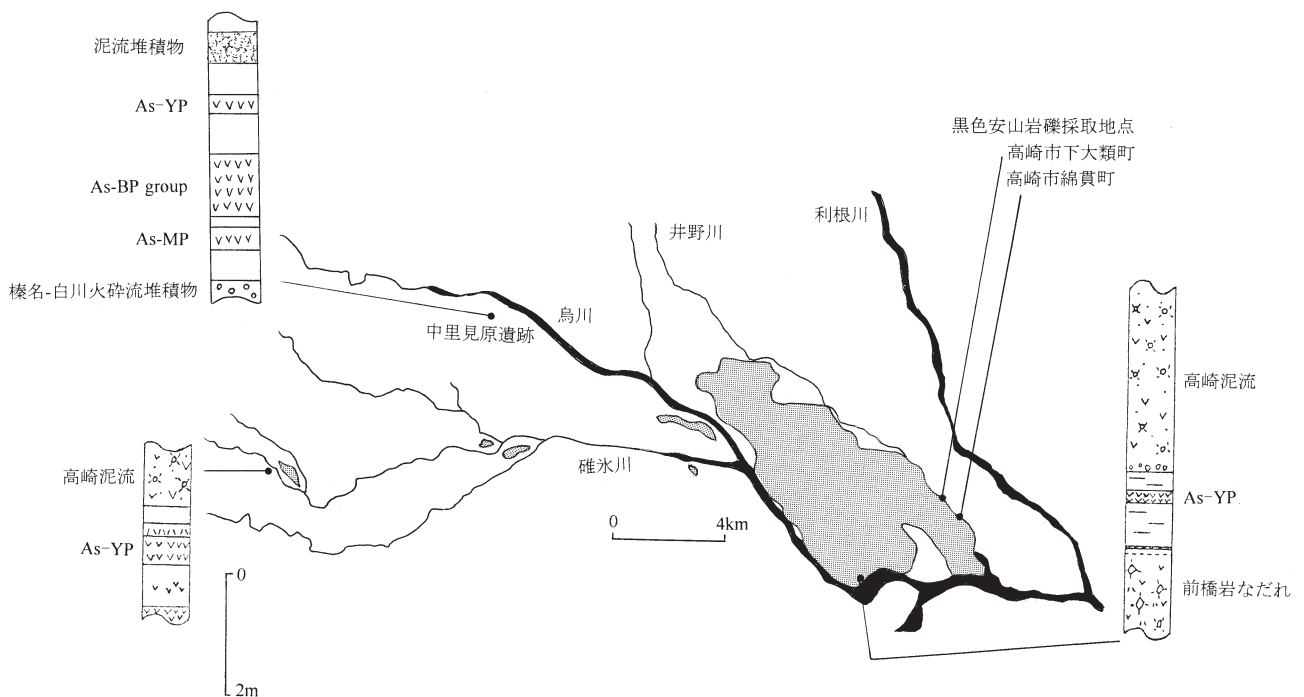 泥流堆積物
As-YP
As-BP group
As-MP
榛名-白川火砕流堆積物
中里見原遺跡
烏川
井野川
利根川
黒色安山岩礫採取地点
高崎市下大類町
高崎市綿貫町
高崎泥流
As-YP
碓氷川
0
4km
0
2m
高崎泥流
As-YP
前橋岩なだれ